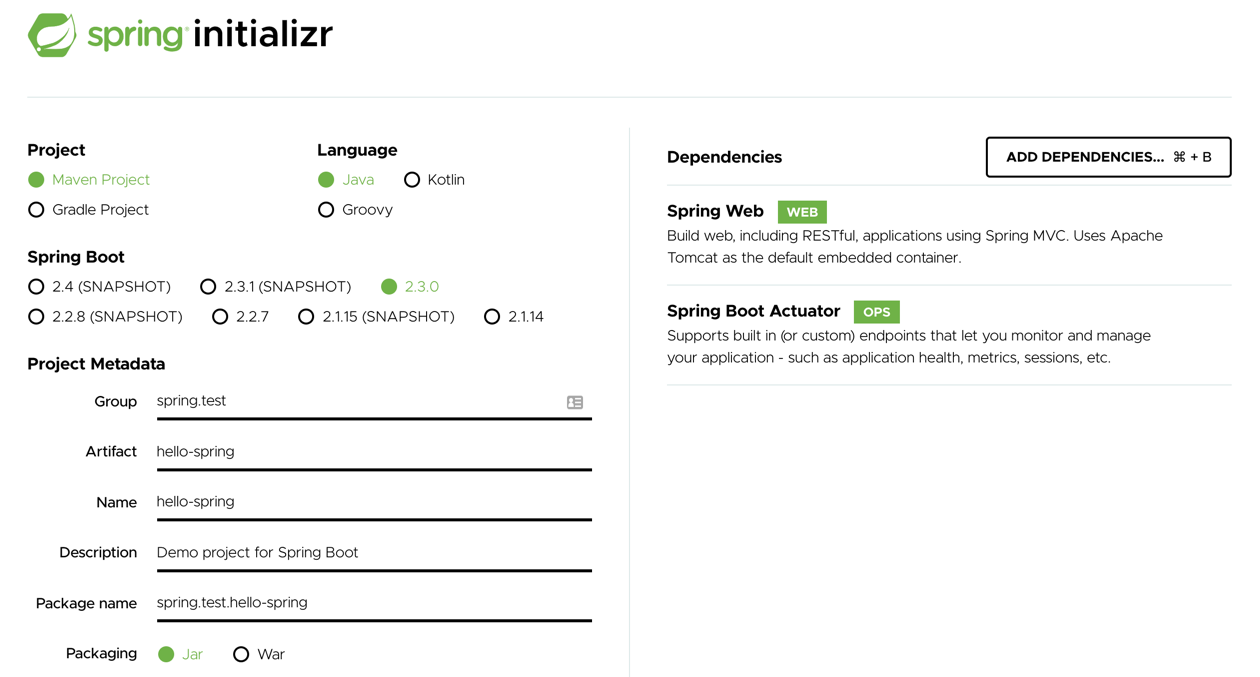 spring initializr
Project
Maven Project
Gradle Project
Language
Java Kotlin
Groovy
Spring Boot
2.4 (SNAPSHOT) 2.3.1 (SNAPSHOT) 2.3.0
2.2.8 (SNAPSHOT) 2.2.7 2.1.15 (SNAPSHOT) 2.1.14
Project Metadata
Group spring.test
Artifact hello-spring
Name hello-spring
Description Demo project for Spring Boot
Package name spring.test.hello-spring
Packaging Jar War
Dependencies ADD DEPENDENCIES... ⌘ + B
Spring Web WEB
Build web, including RESTful, applications using Spring MVC. Uses Apache
Tomcat as the default embedded container.
Spring Boot Actuator OPS
Supports built in (or custom) endpoints that let you monitor and manage
your application - such as application health, metrics, sessions, etc.